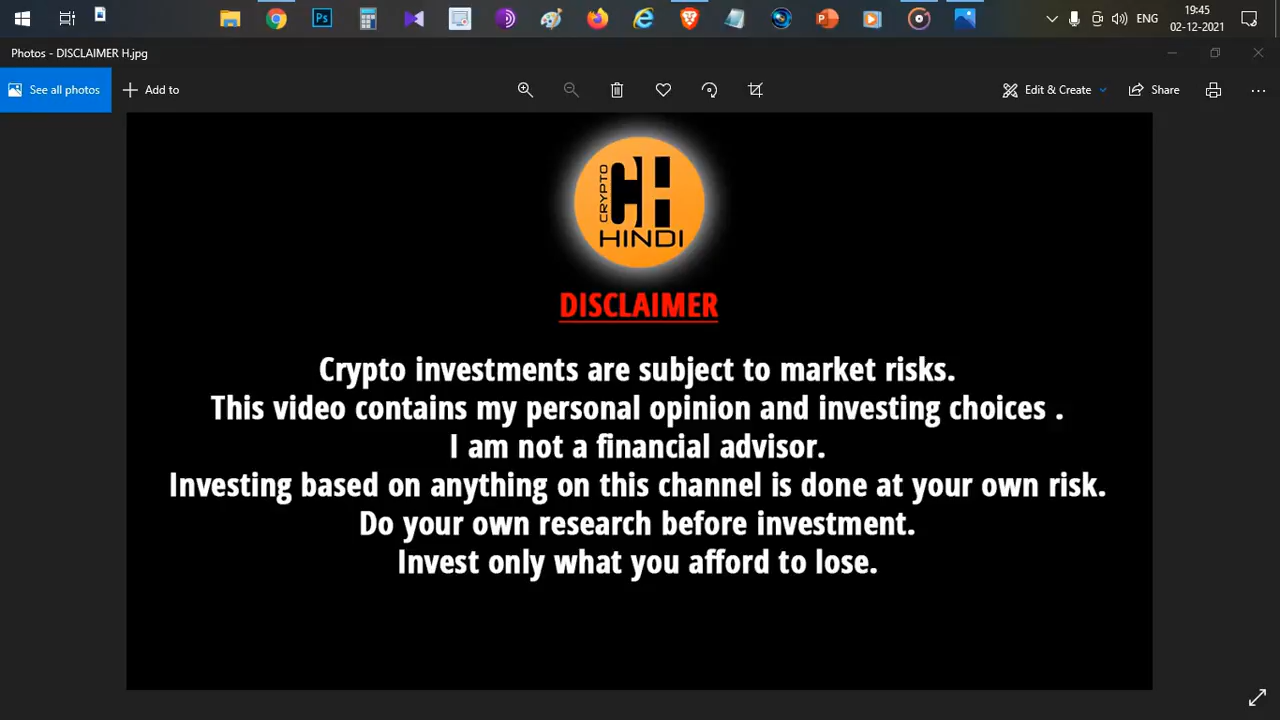 19:45
ENG
02-12-2021
Photos - DISCLAIMER H.jpg
See all photos
Add to
Edit & Create
Share
CRYPTO
CH
HINDI
DISCLAIMER
Crypto investments are subject to market risks.
This video contains my personal opinion and investing choices .
I am not a financial advisor.
Investing based on anything on this channel is done at your own risk.
Do your own research before investment.
Invest only what you afford to lose.